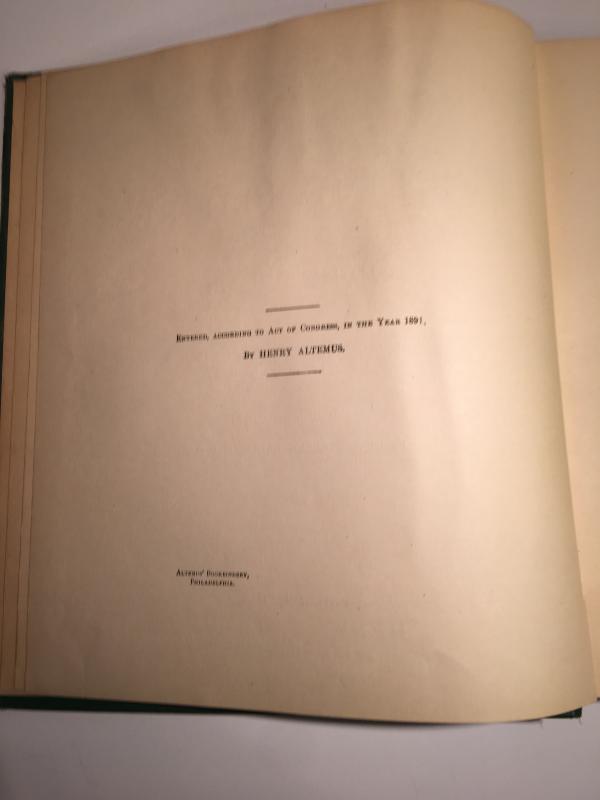 Entered, according to Act of Congress, in the Year 1891,
By HENRY ALTEMUS.
Altemus' Bookbindery,
Philadelphia.